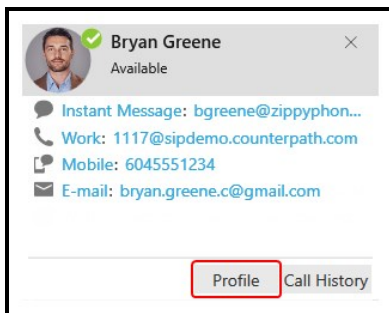 Bryan Greene
Available
Instant Message: bgreene@zippyphon...
Work: 1117@sipdemo.counterpath.com
Mobile: 6045551234
E-mail: bryan.greene.c@gmail.com
Profile Call History